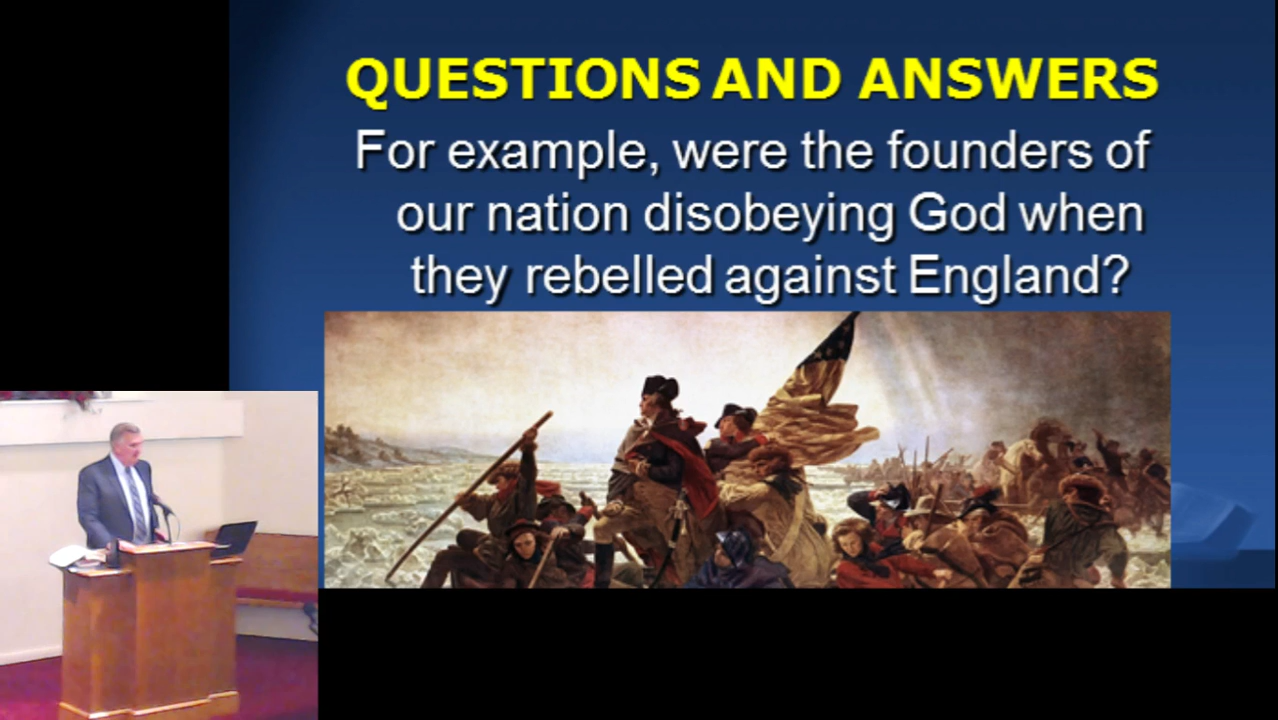 QUESTIONS AND ANSWERS
For example, were the founders of
our nation disobeying God when
they rebelled against England?